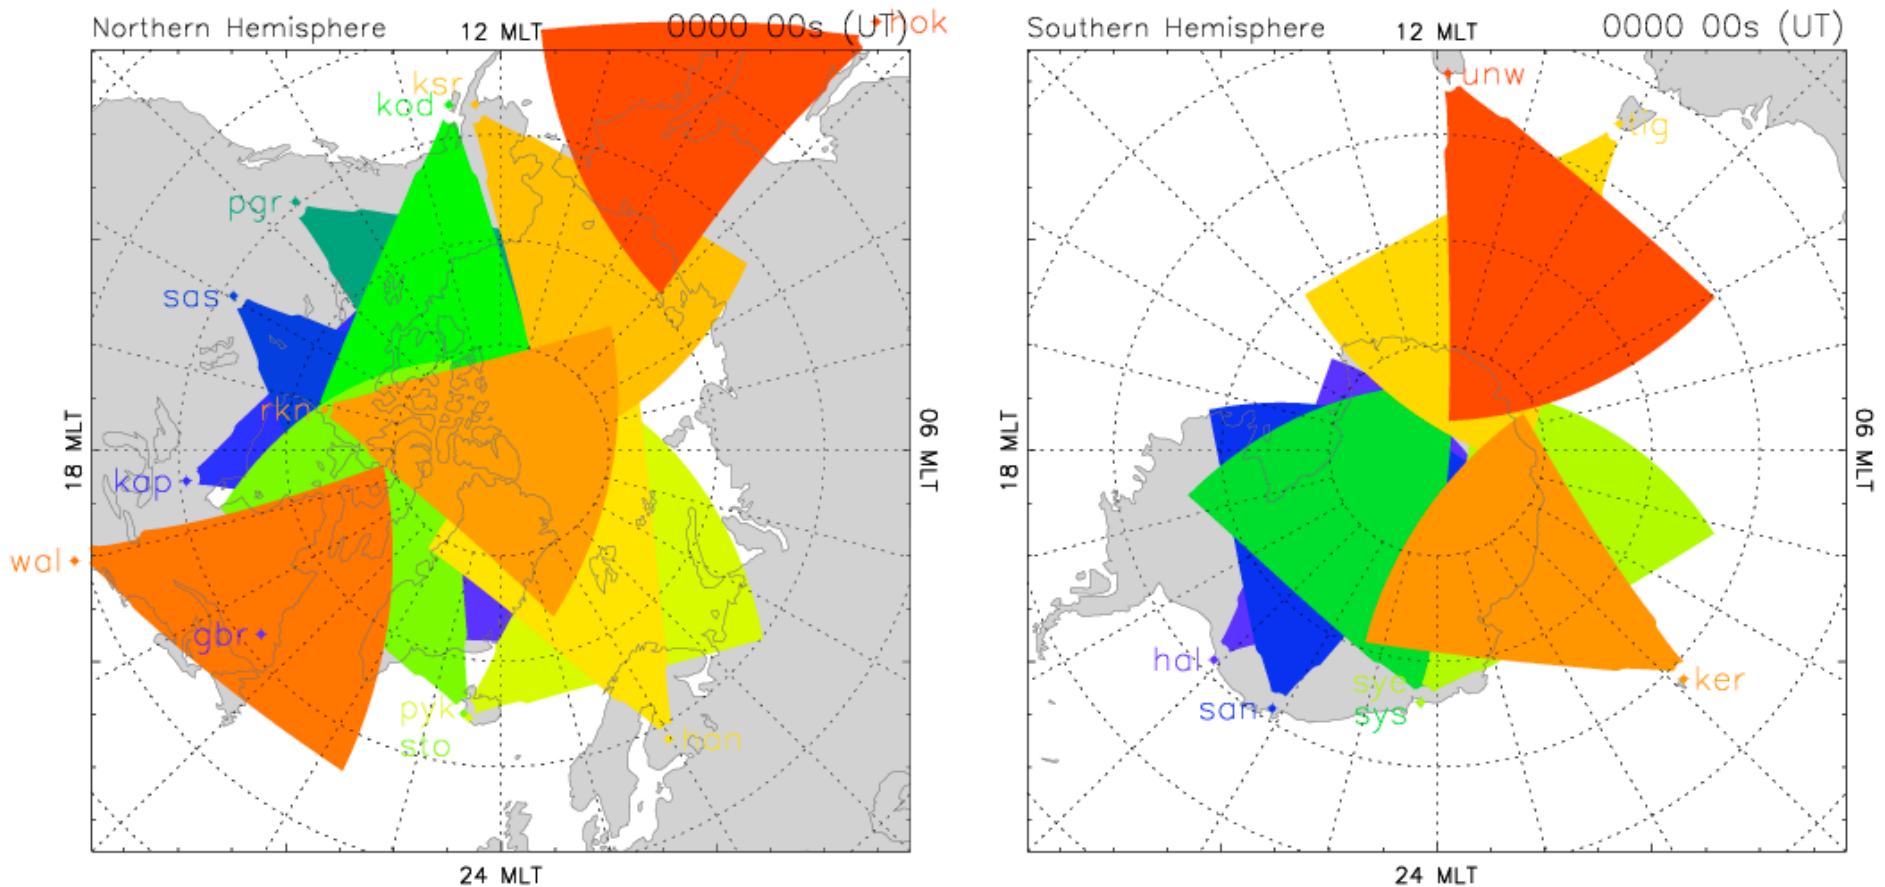 Northern Hemisphere
12 MLT
0000 00s (UT)
hok
ksr
kod
pgr
sas
rkn
18 MLT
06 MLT
kap
wal
gbr
pyk
sto
han
24 MLT
Southern Hemisphere
12 MLT
0000 00s (UT)
unw
tig
18 MLT
06 MLT
hal
san
sye
sys
ker
24 MLT